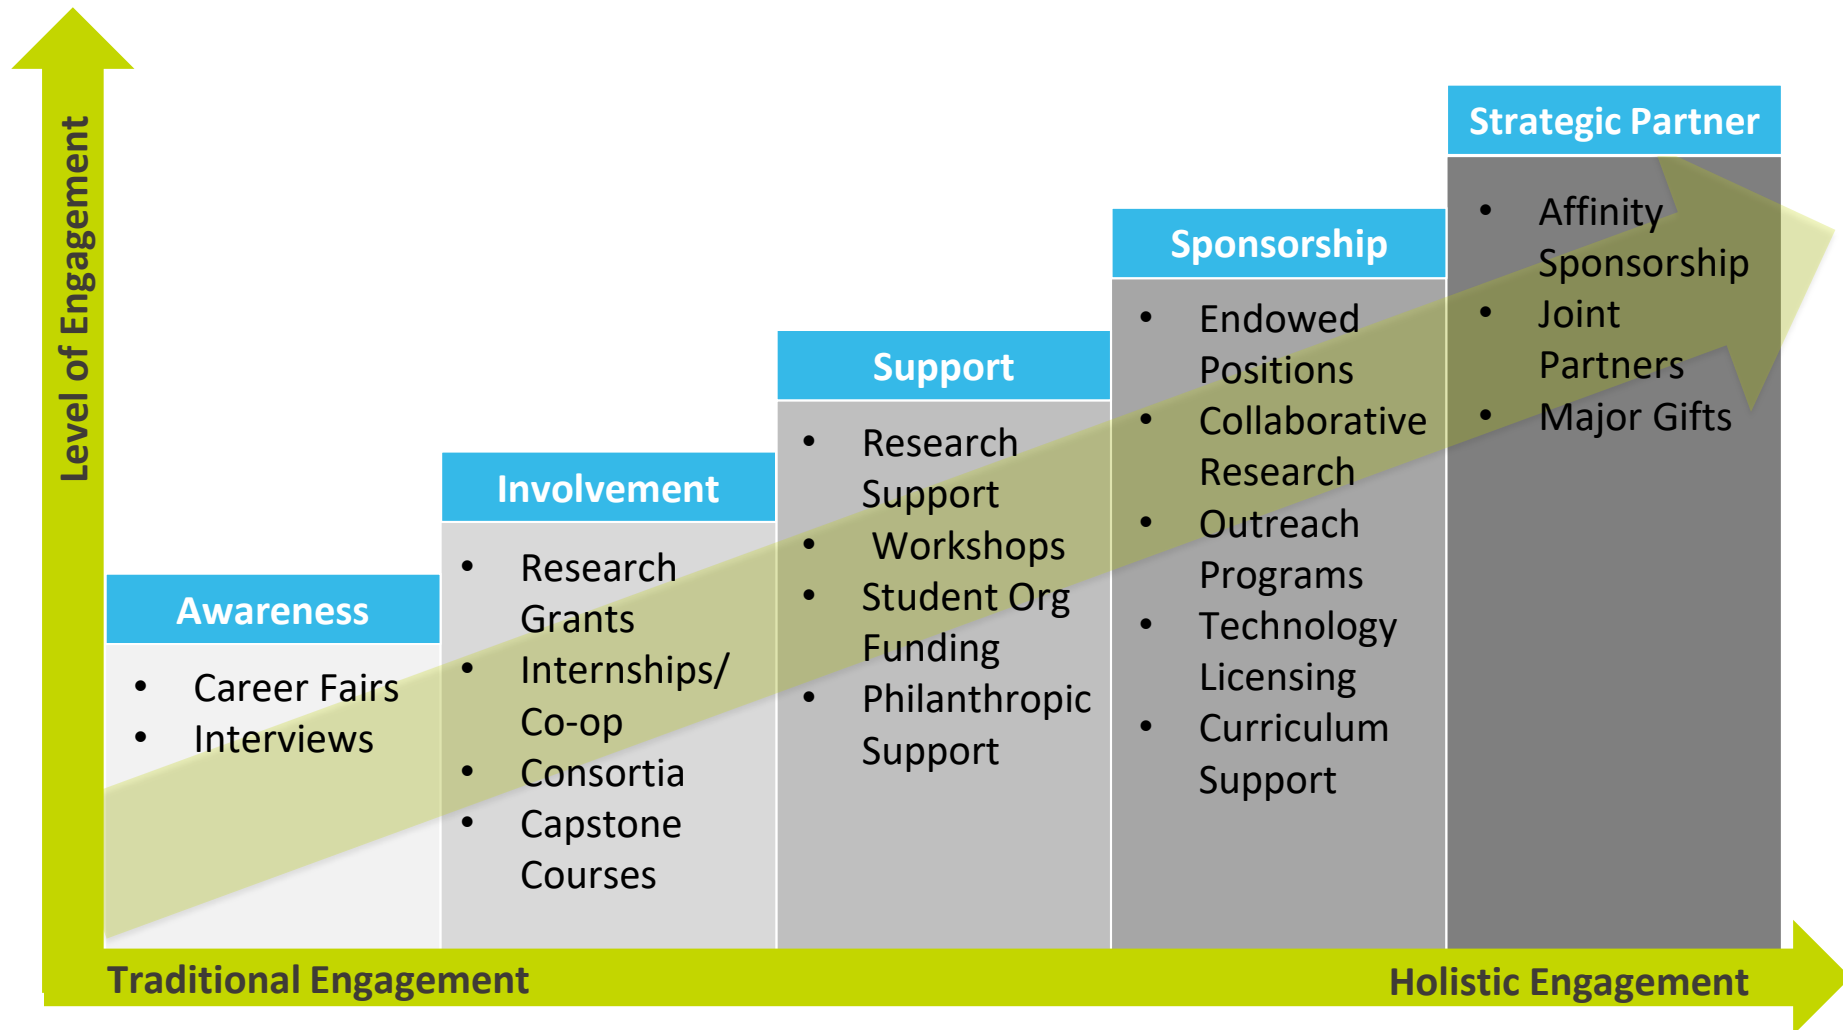 Level of Engagement
Awareness
• Career Fairs
• Interviews
Involvement
• Research
Grants
• Internships/
Co-op
• Consortia
• Capstone
Courses
Support
• Research
Support
• Workshops
• Student Org
Funding
• Philanthropic
Support
Sponsorship
• Endowed
Positions
• Collaborative
Research
• Outreach
Programs
• Technology
Licensing
• Curriculum
Support
Strategic Partner
• Affinity
Sponsorship
• Joint
Partners
• Major Gifts
Traditional Engagement
Holistic Engagement